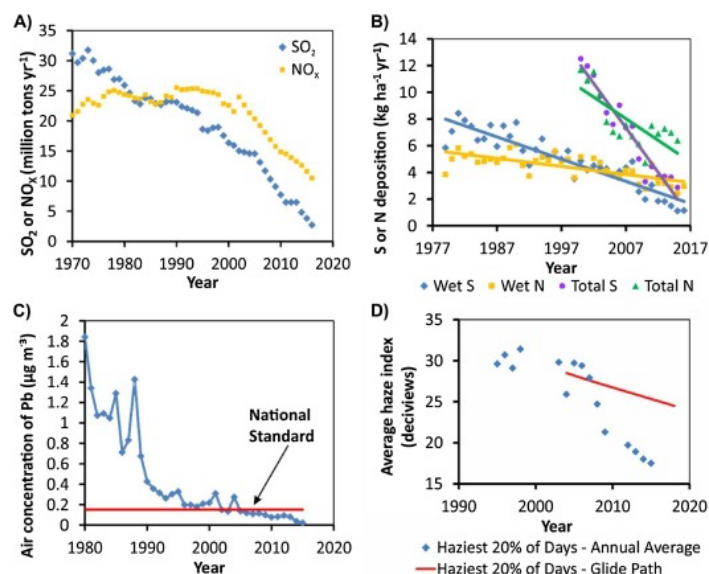 A)
SO2
NOX
SO2 or NOX (million tons yr-1)
35
30
25
20
15
10
5
0
1970 1980 1990 2000 2010 2020
Year
B)
S or N deposition (kg ha-1 yr-1)
14
12
10
8
6
4
2
0
1977 1987 1997 2007 2017
Year
Wet S Wet N Total S Total N
C)
Air concentration of Pb (µg m-3)
2
1.8
1.6
1.4
1.2
1
0.8
0.6
0.4
0.2
0
National
Standard
1980 1990 2000 2010 2020
Year
D)
Average haze index
(deciviews)
35
30
25
20
15
1990 2000 2010 2020
Year
Haziest 20% of Days - Annual Average
Haziest 20% of Days - Glide Path